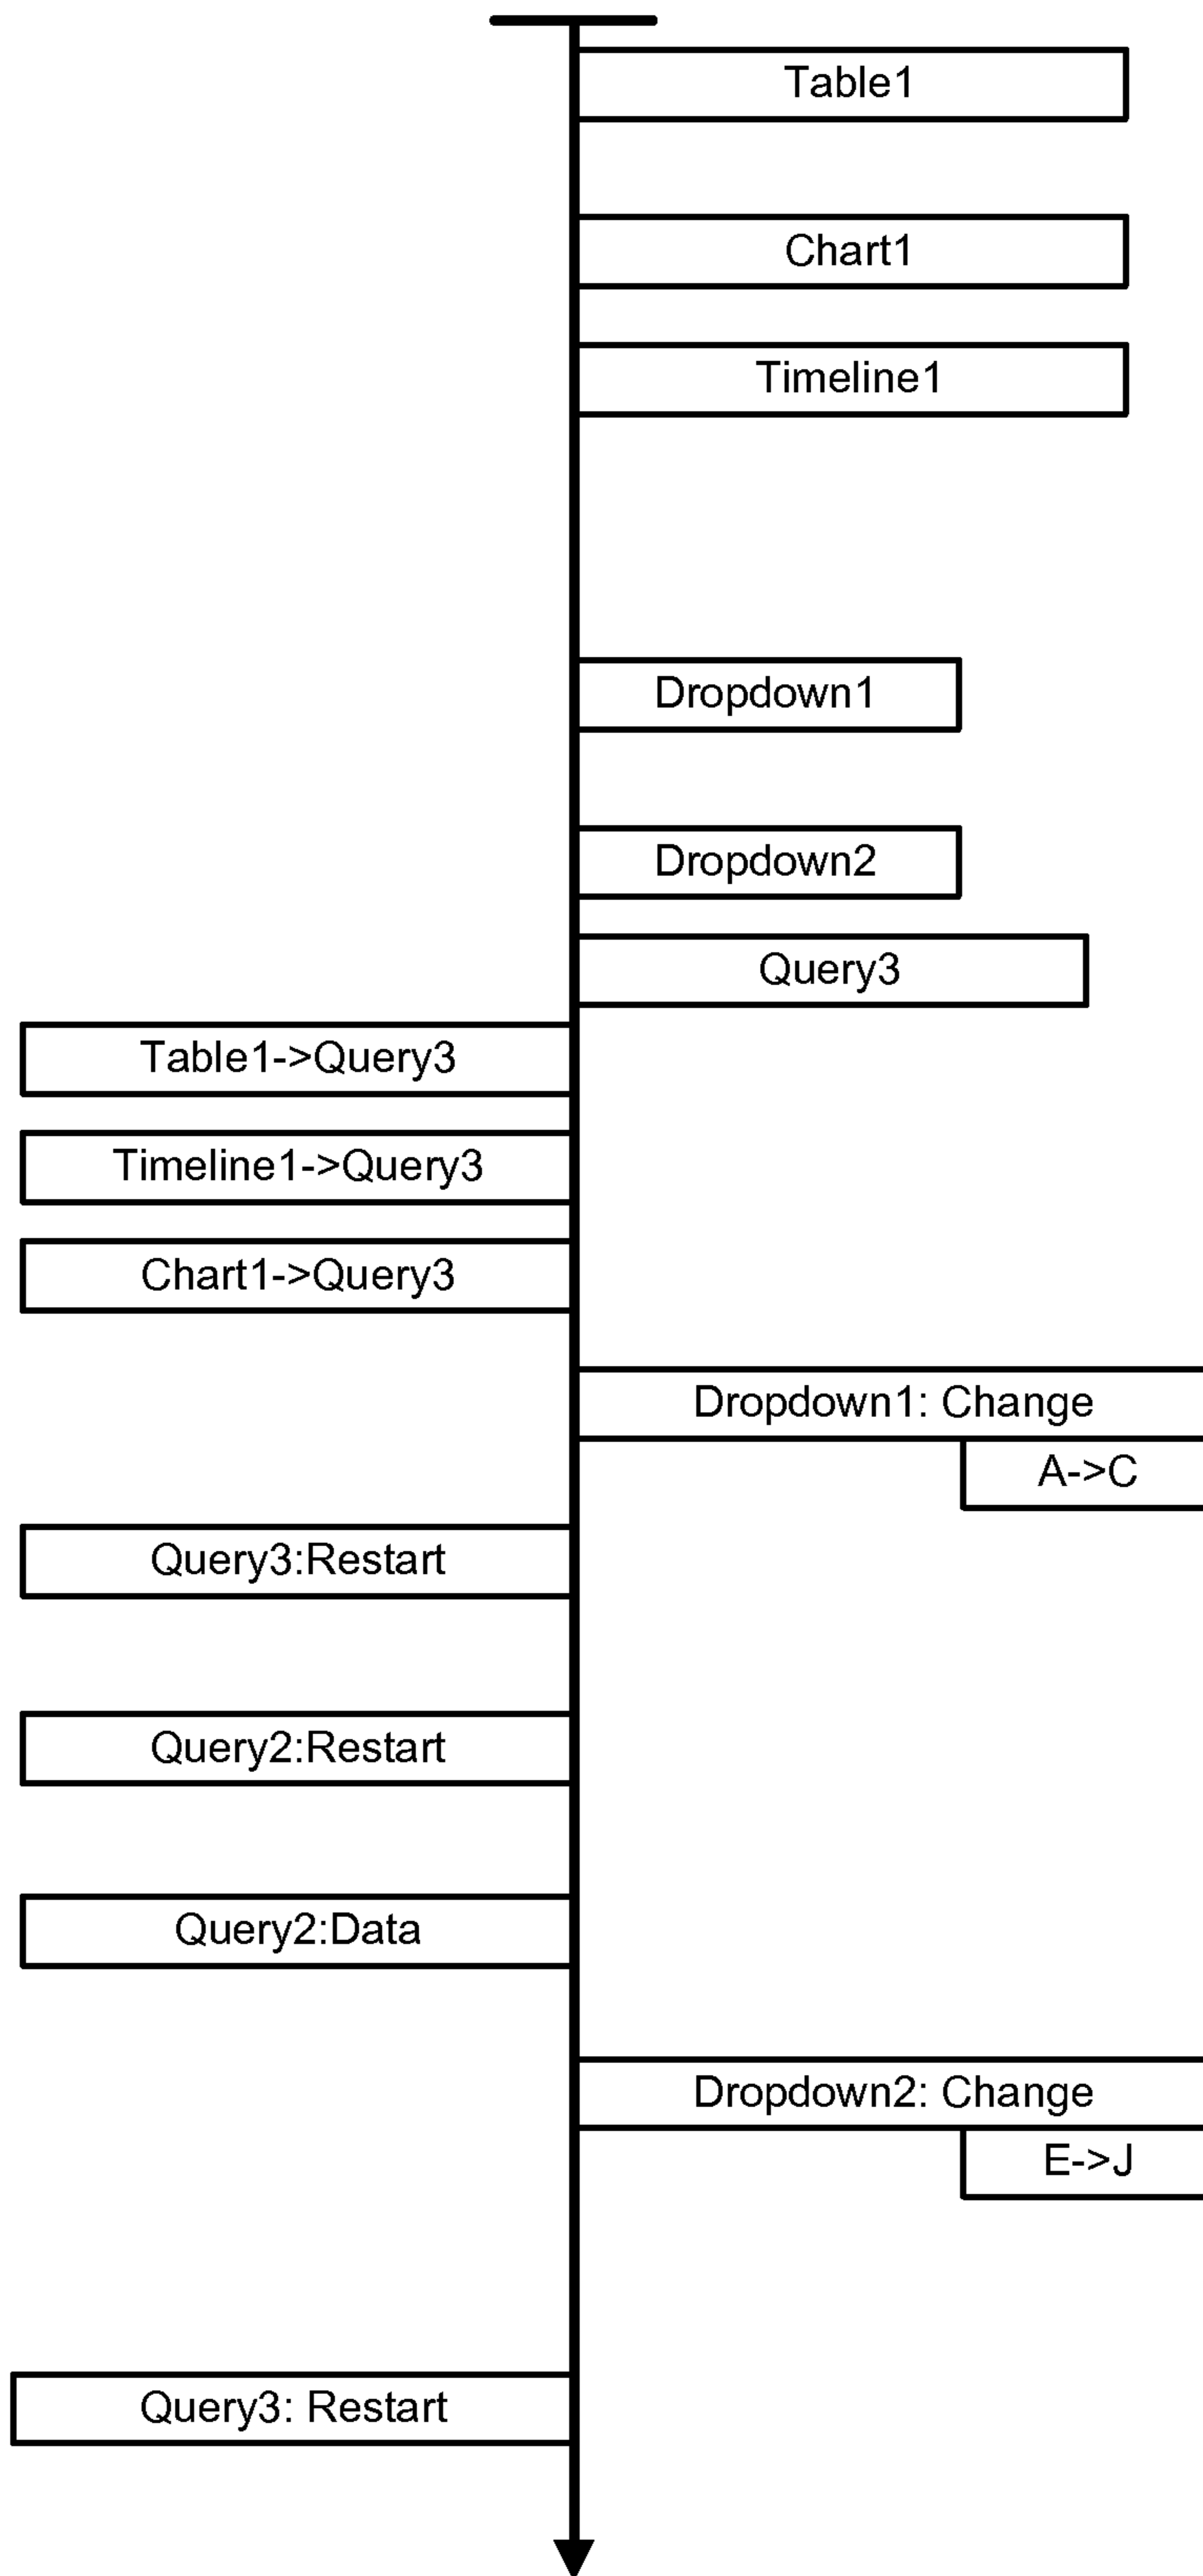 Table1
Chart1
Timeline1
Dropdown1
Dropdown2
Query3
Table1->Query3
Timeline1->Query3
Chart1->Query3
Dropdown1: Change
A->C
Query3:Restart
Query2:Restart
Query2:Data
Dropdown2: Change
E->J
Query3: Restart